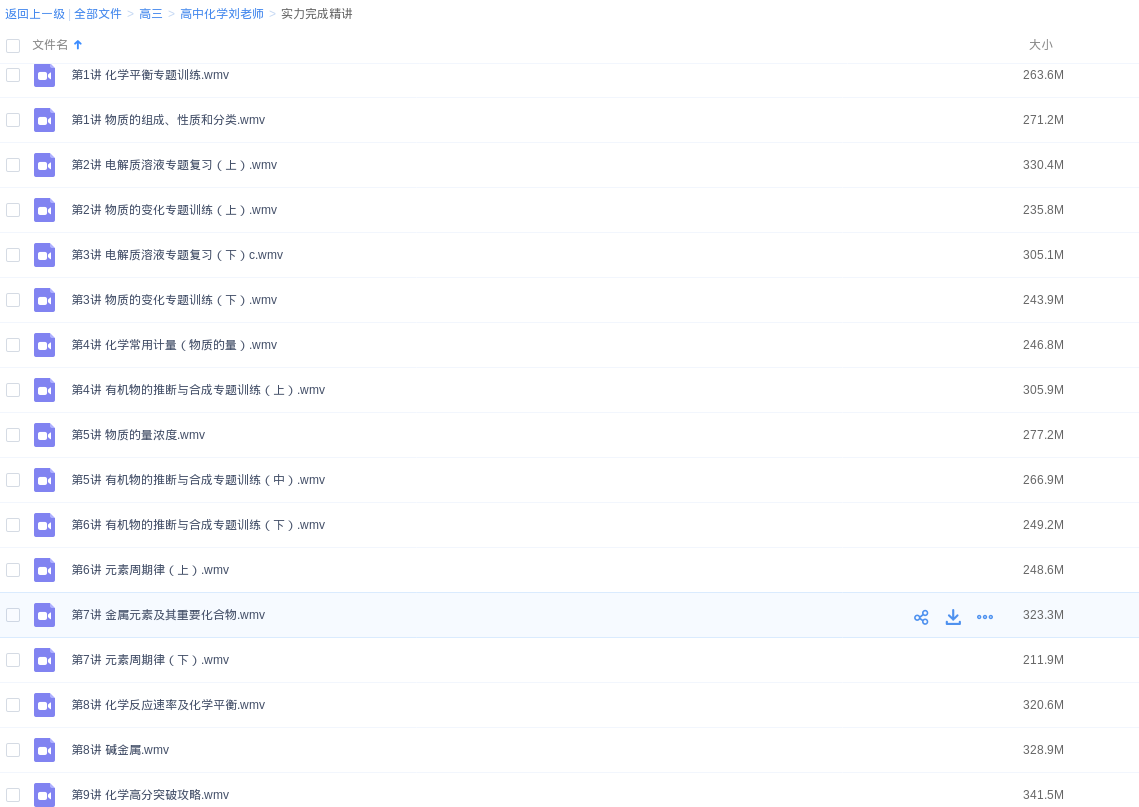 返回上一级 | 全部文件 > 高三 > 高中化学刘老师 > 实力完成精讲
文件名 大小
第1讲 化学平衡专题训练.wmv 263.6M
第1讲 物质的组成、性质和分类.wmv 271.2M
第2讲 电解质溶液专题复习（上）.wmv 330.4M
第2讲 物质的变化专题训练（上）.wmv 235.8M
第3讲 电解质溶液专题复习（下）c.wmv 305.1M
第3讲 物质的变化专题训练（下）.wmv 243.9M
第4讲 化学常用计量（物质的量）.wmv 246.8M
第4讲 有机物的推断与合成专题训练（上）.wmv 305.9M
第5讲 物质的量浓度.wmv 277.2M
第5讲 有机物的推断与合成专题训练（中）.wmv 266.9M
第6讲 有机物的推断与合成专题训练（下）.wmv 249.2M
第6讲 元素周期律（上）.wmv 248.6M
第7讲 金属元素及其重要化合物.wmv 323.3M
第7讲 元素周期律（下）.wmv 211.9M
第8讲 化学反应速率及化学平衡.wmv 320.6M
第8讲 碱金属.wmv 328.9M
第9讲 化学高分突破攻略.wmv 341.5M